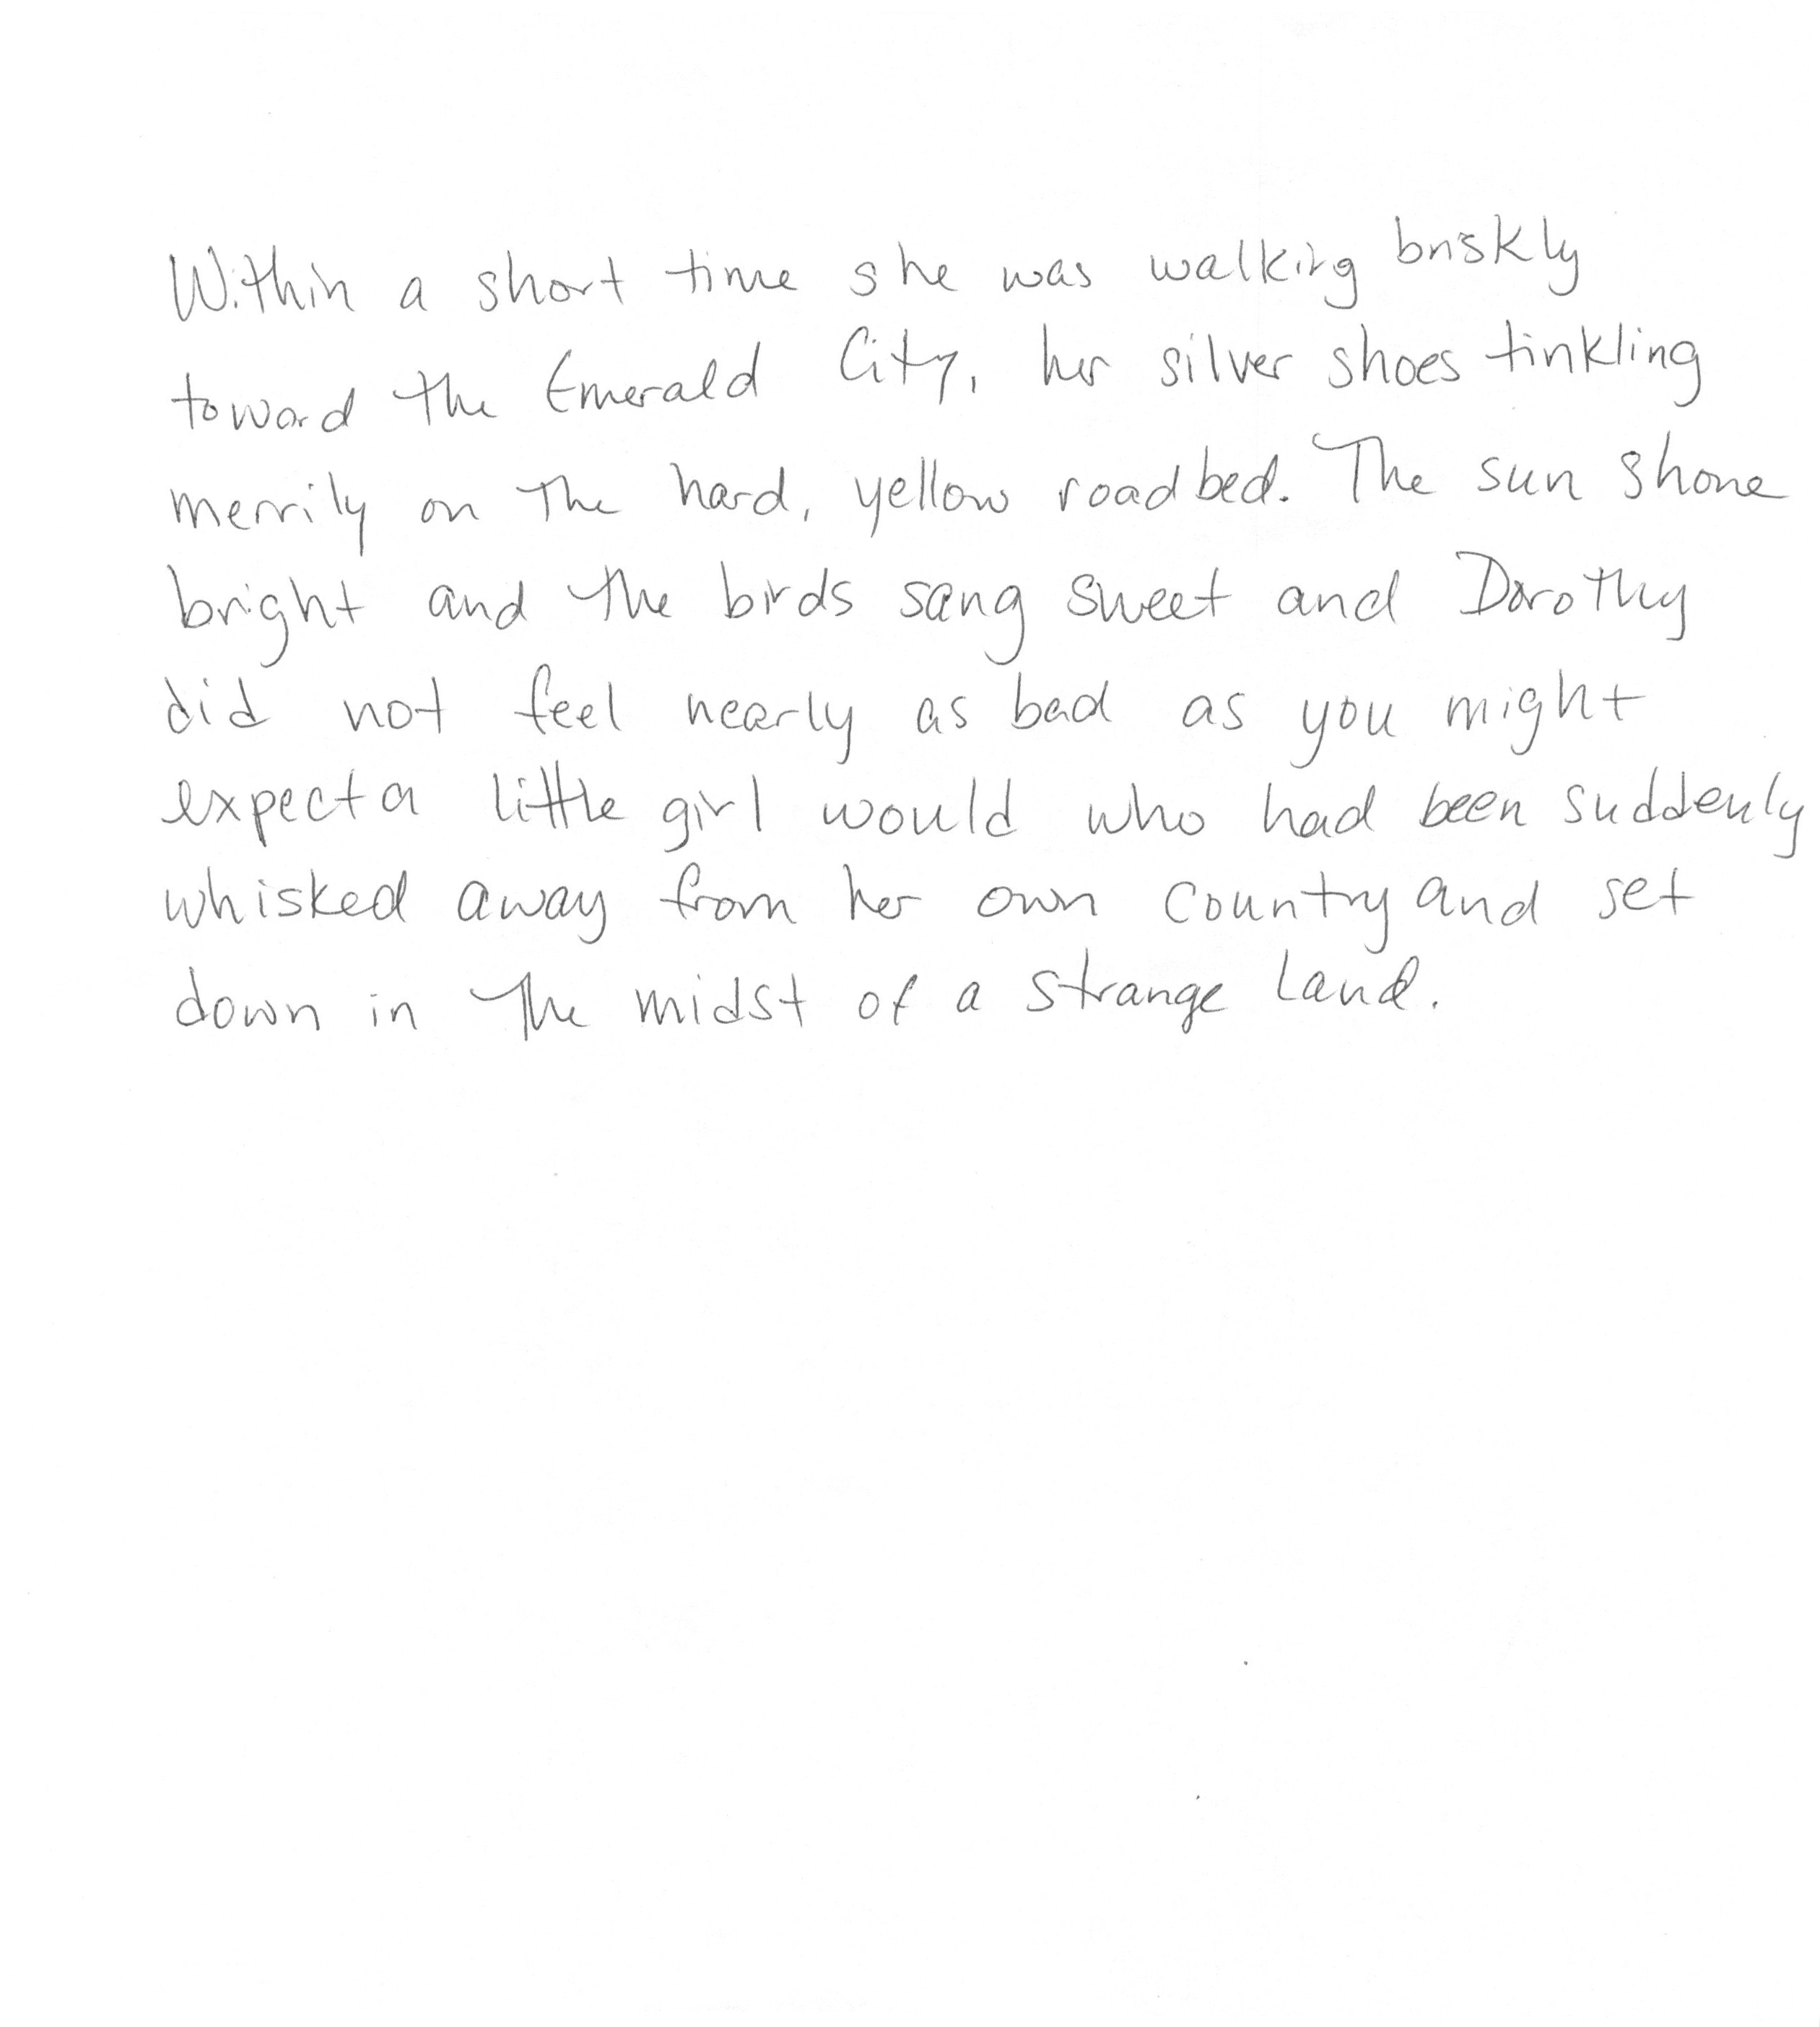 Within a short time she was walking briskly
toward the Emerald City, her silver shoes tinkling
merrily on the hard, yellow roadbed. The sun shone
bright and the birds sang sweet and Dorothy
did not feel nearly as bad as you might
expect a little girl would who had been suddenly
whisked away from her own country and set
down in the midst of a strange land.